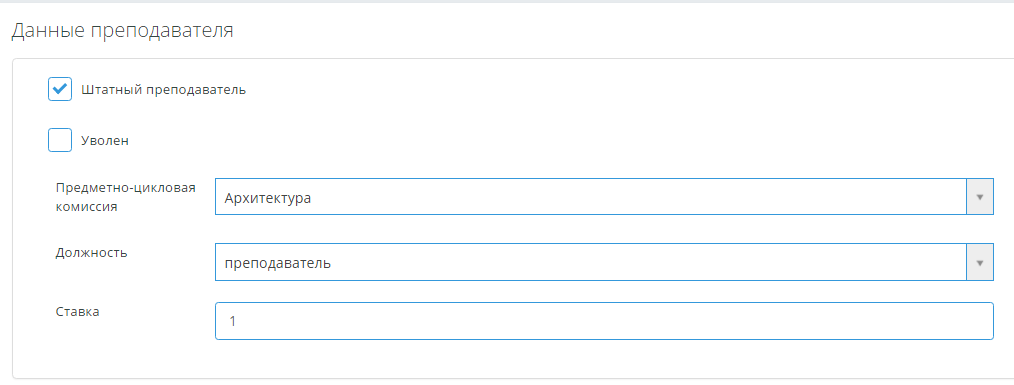 Данные преподавателя
Штатный преподаватель
Уволен
Предметно-цикловая
комиссия
Архитектура
Должность
преподаватель
Ставка
1